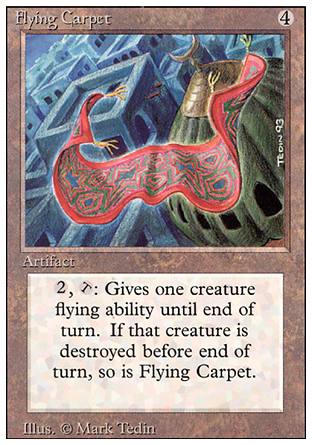 Flying Carpet 4
TEDIN 93
Artifact
2, T: Gives one creature
flying ability until end of
turn. If that creature is
destroyed before end of
turn, so is Flying Carpet.
Illus. © Mark Tedin